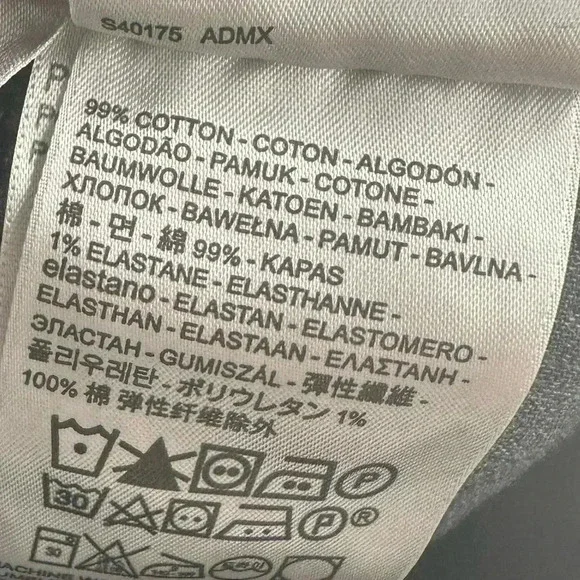 S40175 ADMX
99% COTTON - COTON - ALGODÓN -
ALGODÃO - PAMUK - COTONE -
BAUMWOLLE - KATOEN - BAMBAKI -
ХЛОПОК - BAWEŁNA - PAMUT - BAVLNA -
棉 - 면 - 綿 99% - KAPAS
1% ELASTANE - ELASTHANNE -
elastano - ELASTAN - ELASTOMERO -
ELASTHAN - ELASTAAN - ΕΛΑΣΤΑΝΗ -
ЭЛАСТАН - GUMISZÁL - 彈性纖維 -
폴리우레탄 - ポリウレタン 1%
100% 棉 弹性纤维除外
P
30 P ®
30
MACHINE